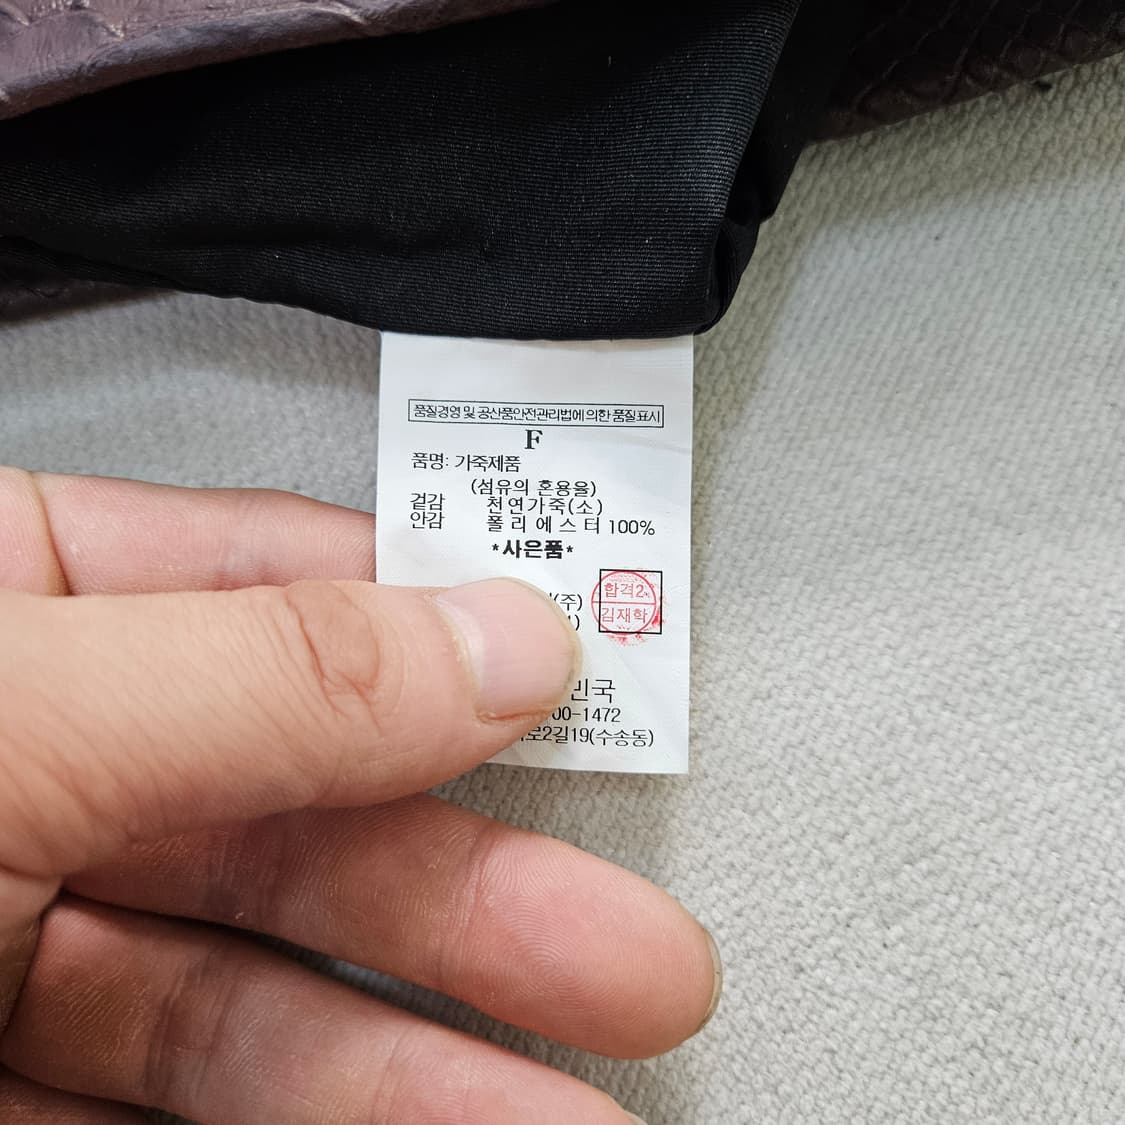 품질경영 및 공산품안전관리법에 의한 품질표시
F
품명: 가죽제품
(섬유의 혼용율)
겉감 천연가죽(소)
안감 폴리에스터 100%
*사은품*
(주)
합격2
김재학
민국
00-1472
로2길19(수송동)